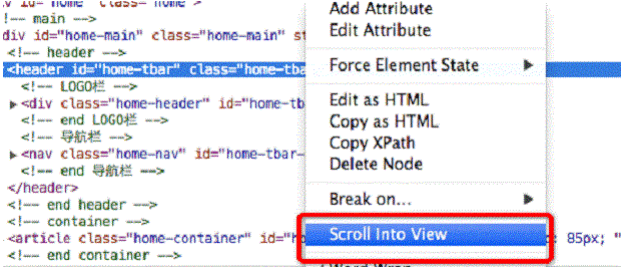 id="home" class="home">
<!-- main -->
div id="home-main" class="home-main" st
<!-- header -->
<header id="home-tbar" class="home-tba
<!-- LOGO栏 -->
▶<div class="home-header" id="home-tb
<!-- end LOGO栏 -->
<!-- 导航栏 -->
▶<nav class="home-nav" id="home-tbar-
<!-- end 导航栏 -->
</header>
<!-- end header -->
<!-- container -->
<article class="home-container" id="ho
: 85px; "
<!-- end container -->
Add Attribute
Edit Attribute
Force Element State ▶
Edit as HTML
Copy as HTML
Copy XPath
Delete Node
Break on... ▶
Scroll into View
Word Wrap